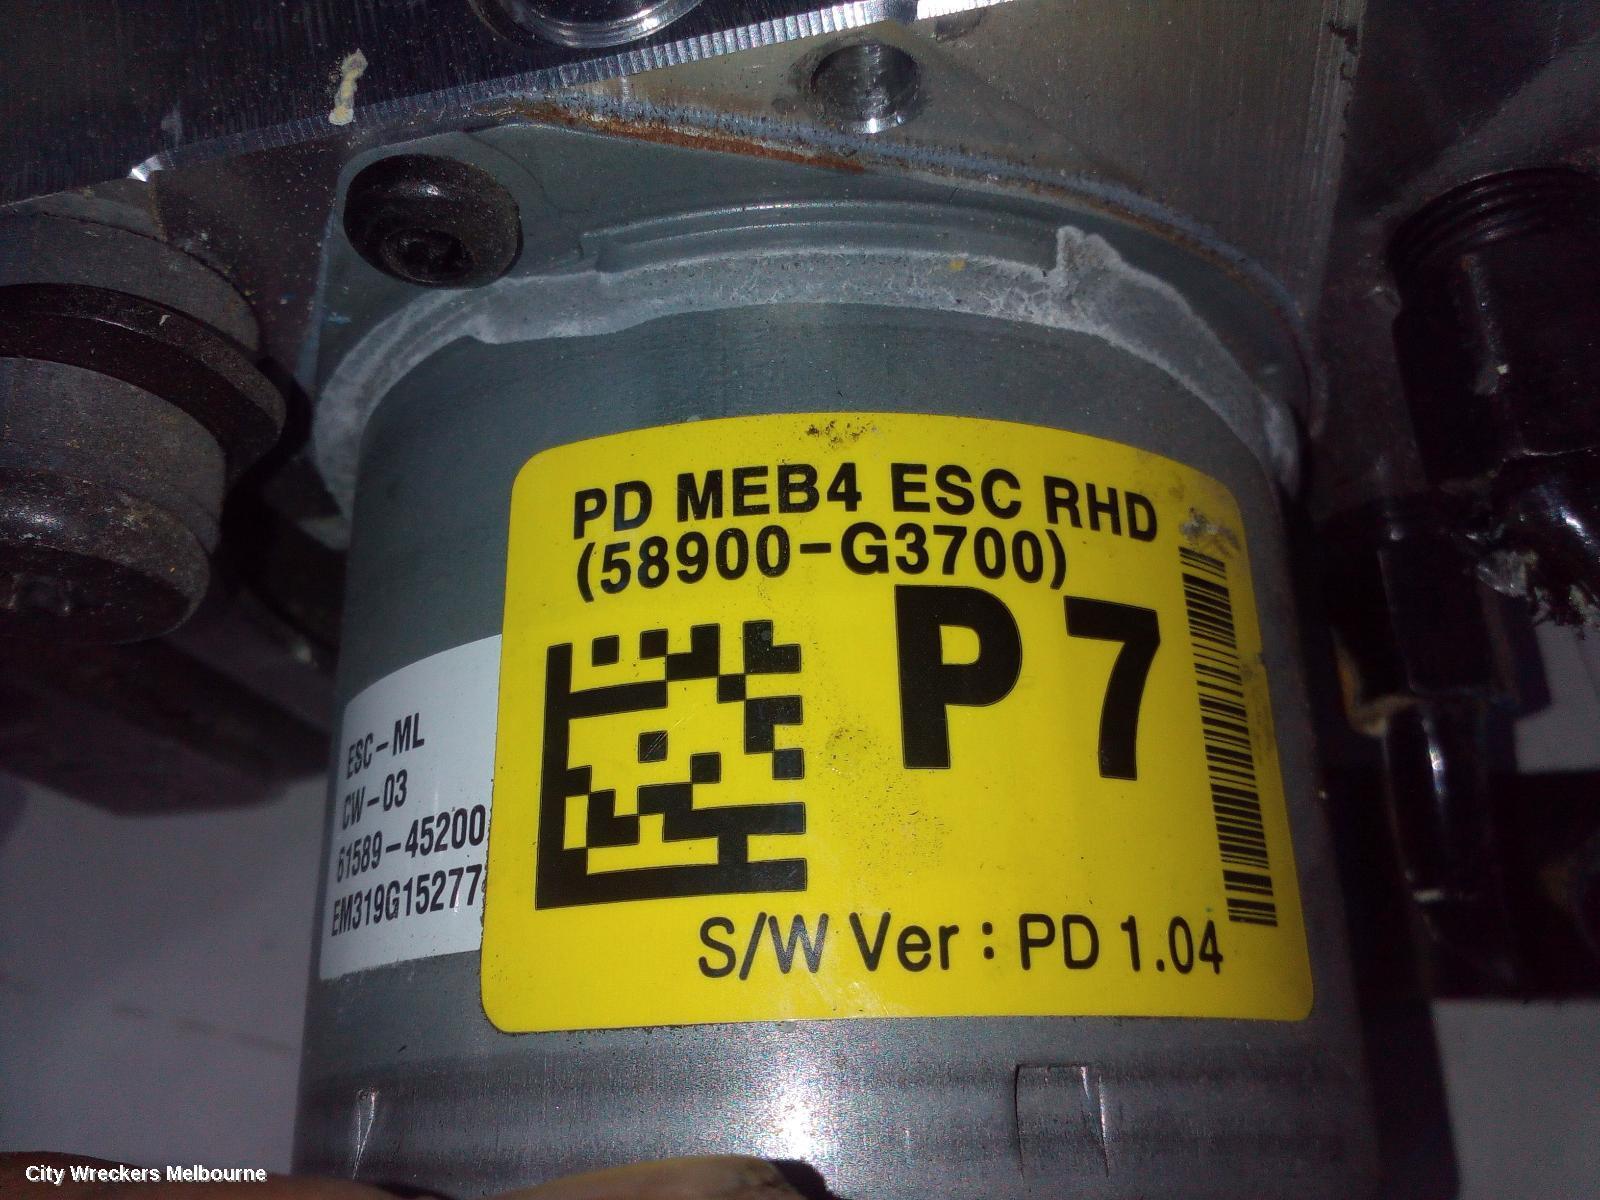 PD MEB4 ESC RHD
(58900-G3700)
P7
S/W Ver : PD 1.04
ESC-ML
CW-03
61589-45200
EM319G15277
City Wreckers Melbourne